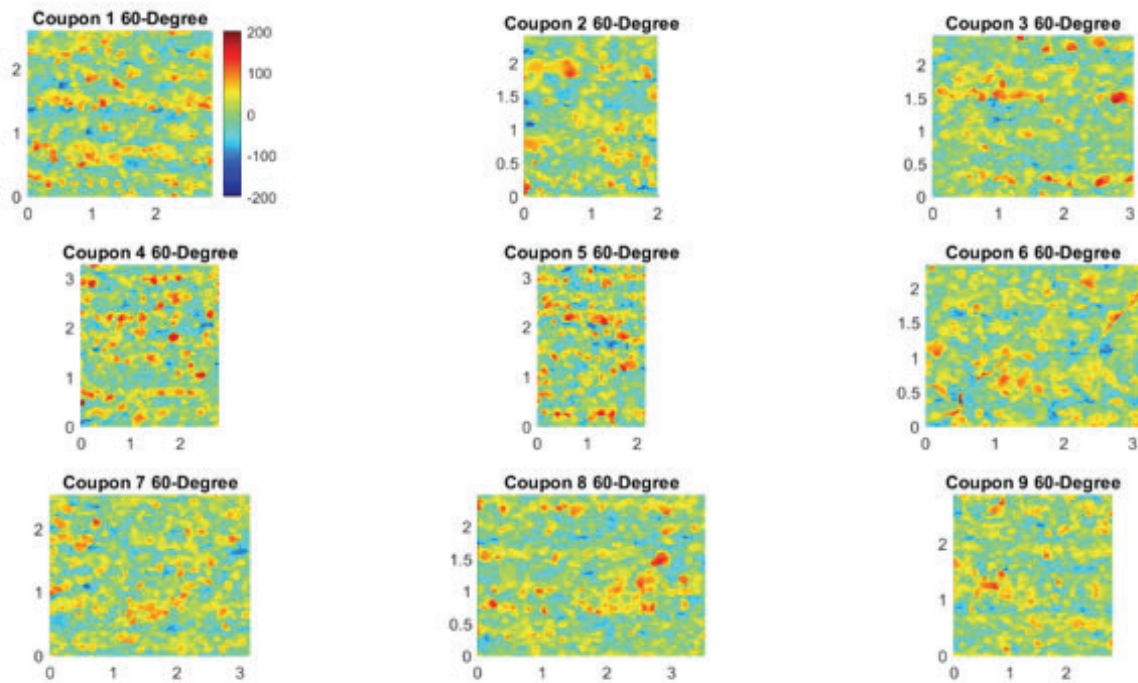 Coupon 1 60-Degree
Coupon 2 60-Degree
Coupon 3 60-Degree
200
100
0
-100
-200
2
1
0
0 1 2
2
1.5
1
0.5
0
0 1 2
2
1.5
1
0.5
0
0 1 2 3
Coupon 4 60-Degree
Coupon 5 60-Degree
Coupon 6 60-Degree
3
2
1
0
0 1 2
3
2
1
0
0 1 2
2
1.5
1
0.5
0
0 1 2 3
Coupon 7 60-Degree
Coupon 8 60-Degree
Coupon 9 60-Degree
2
1
0
0 1 2 3
2
1.5
1
0.5
0
0 1 2 3
2
1
0
0 1 2